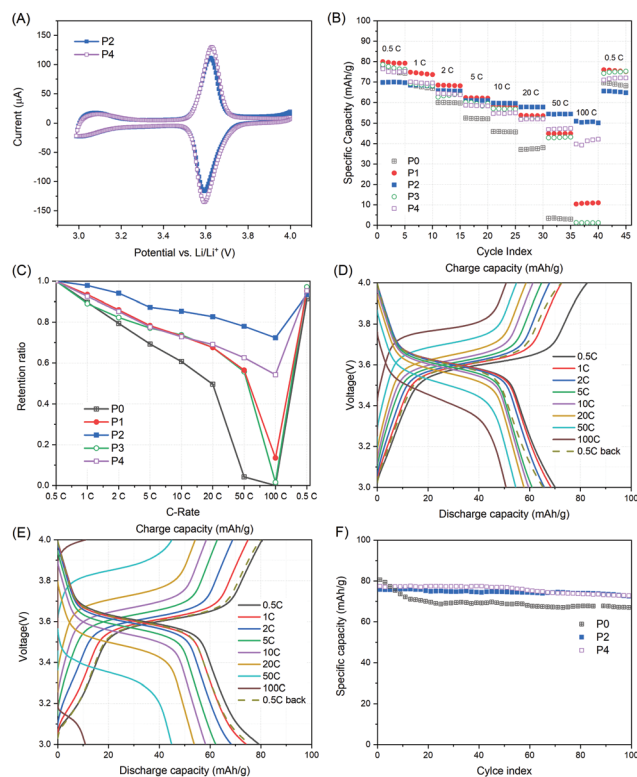 (A)
P2
P4
150
100
50
0
-50
-100
-150
Current (µA)
3.0 3.2 3.4 3.6 3.8 4.0
Potential vs. Li/Li⁺ (V)
(B)
100
90
80
70
60
50
40
30
20
10
0
Specific Capacity (mAh/g)
0.5 C
1 C
2 C
5 C
10 C
20 C
50 C
100 C
0.5 C
P0
P1
P2
P3
P4
0 5 10 15 20 25 30 35 40 45
Cycle Index
(C)
1.0
0.8
0.6
0.4
0.2
0.0
Retention ratio
P0
P1
P2
P3
P4
0.5 C 1 C 2 C 5 C 10 C 20 C 50 C 100 C 0.5 C
C-Rate
(D)
Charge capacity (mAh/g)
4.0
3.8
3.6
3.4
3.2
3.0
Voltage(V)
0.5C
1C
2C
5C
10C
20C
50C
100C
0.5C back
0 20 40 60 80 100
Discharge capacity (mAh/g)
(E)
Charge capacity (mAh/g)
4.0
3.8
3.6
3.4
3.2
3.0
Voltage(V)
0.5C
1C
2C
5C
10C
20C
50C
100C
0.5C back
0 20 40 60 80 100
Discharge capacity (mAh/g)
(F)
100
80
60
40
20
0
Specific capacity (mAh/g)
P0
P2
P4
0 20 40 60 80 100
Cylce index